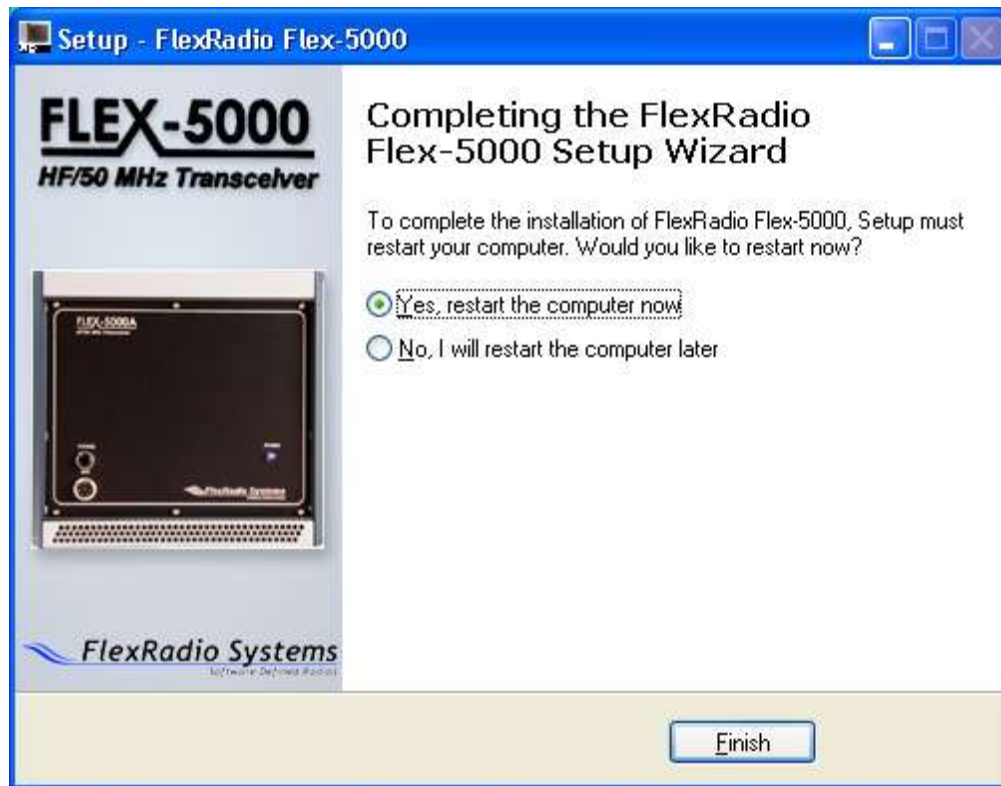 Setup - FlexRadio Flex-5000
FLEX-5000
HF/50 MHz Transceiver
Completing the FlexRadio
Flex-5000 Setup Wizard
To complete the installation of FlexRadio Flex-5000, Setup must
restart your computer. Would you like to restart now?
Yes, restart the computer now
No, I will restart the computer later
FLEX-5000A
FlexRadio Systems
FlexRadio Systems
Software Defined Radios
Finish